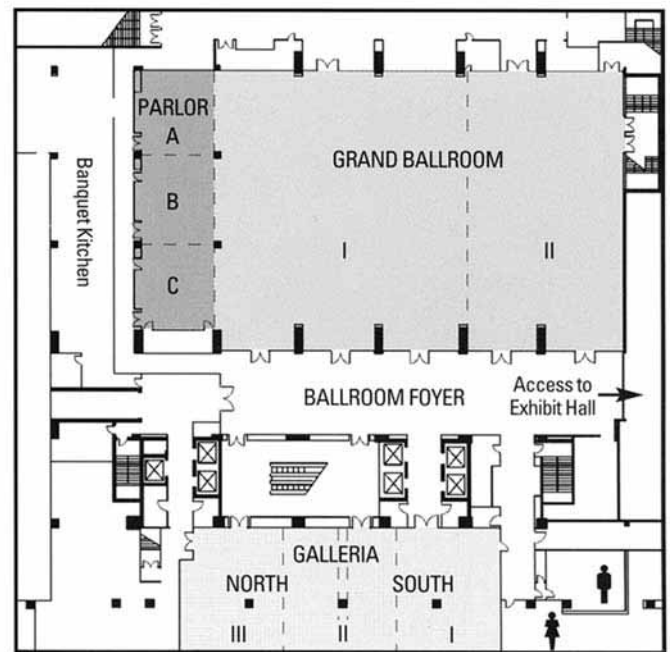 PARLOR
A
B
C
Banquet Kitchen
GRAND BALLROOM
I
II
BALLROOM FOYER
Access to
Exhibit Hall
GALLERIA
NORTH
SOUTH
III
II
I